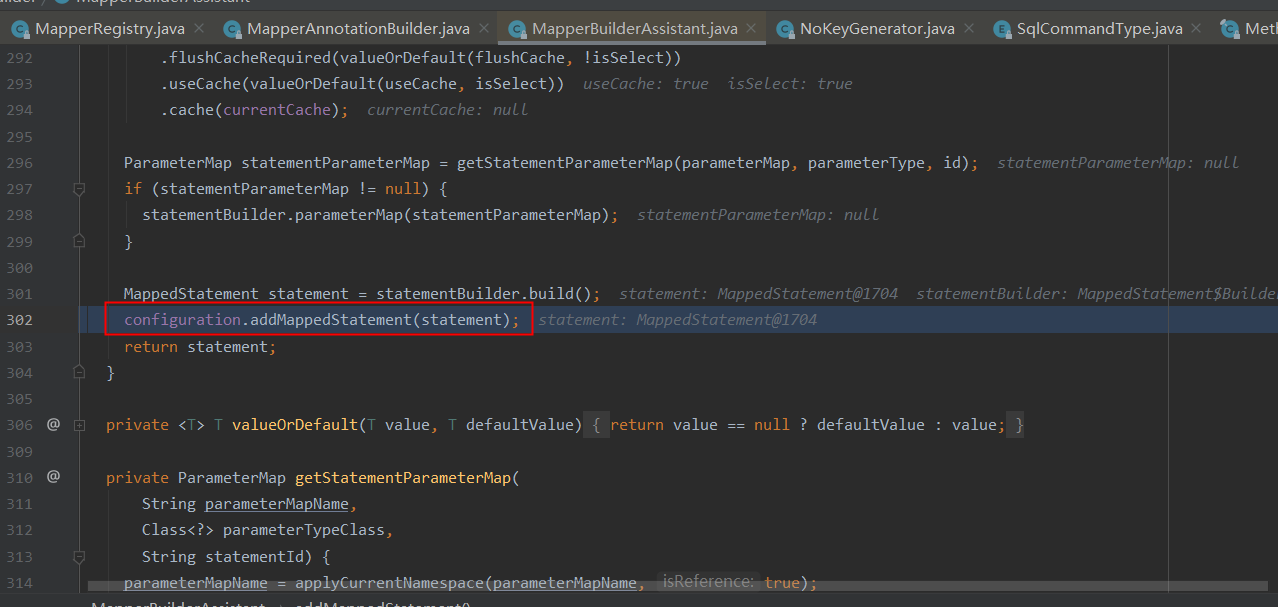 MapperRegistry.java × MapperAnnotationBuilder.java × MapperBuilderAssistant.java × NoKeyGenerator.java × SqlCommandType.java × Meth
292 .flushCacheRequired(valueOrDefault(flushCache, !isSelect))
293 .useCache(valueOrDefault(useCache, isSelect)) useCache: true isSelect: true
294 .cache(currentCache); currentCache: null
295
296 ParameterMap statementParameterMap = getStatementParameterMap(parameterMap, parameterType, id); statementParameterMap: null
297 if (statementParameterMap != null) {
298 statementBuilder.parameterMap(statementParameterMap); statementParameterMap: null
299 }
300
301 MappedStatement statement = statementBuilder.build(); statement: MappedStatement@1704 statementBuilder: MappedStatement$Builde
302 configuration.addMappedStatement(statement); statement: MappedStatement@1704
303 return statement;
304 }
305
306 @ private <T> T valueOrDefault(T value, T defaultValue) { return value == null ? defaultValue : value; }
309
310 @ private ParameterMap getStatementParameterMap(
311 String parameterMapName,
312 Class<?> parameterTypeClass,
313 String statementId) {
314 parameterMapName = applyCurrentNamespace(parameterMapName, isReference: true);